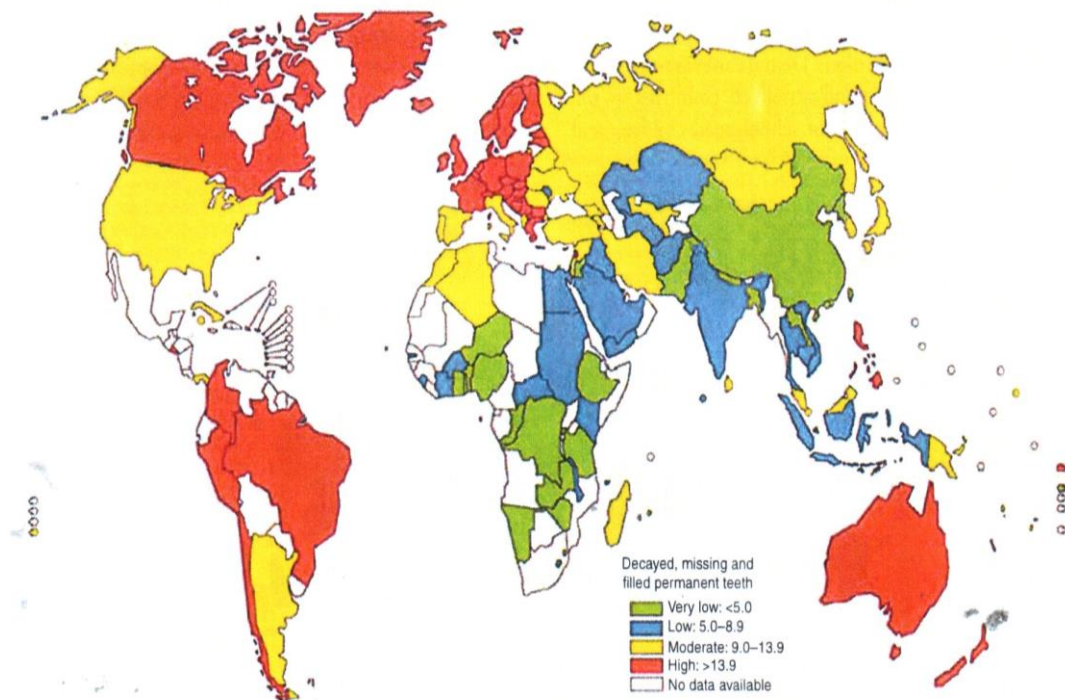 Decayed, missing and
filled permanent teeth
Very low: <5.0
Low: 5.0–8.9
Moderate: 9.0–13.9
High: >13.9
No data available